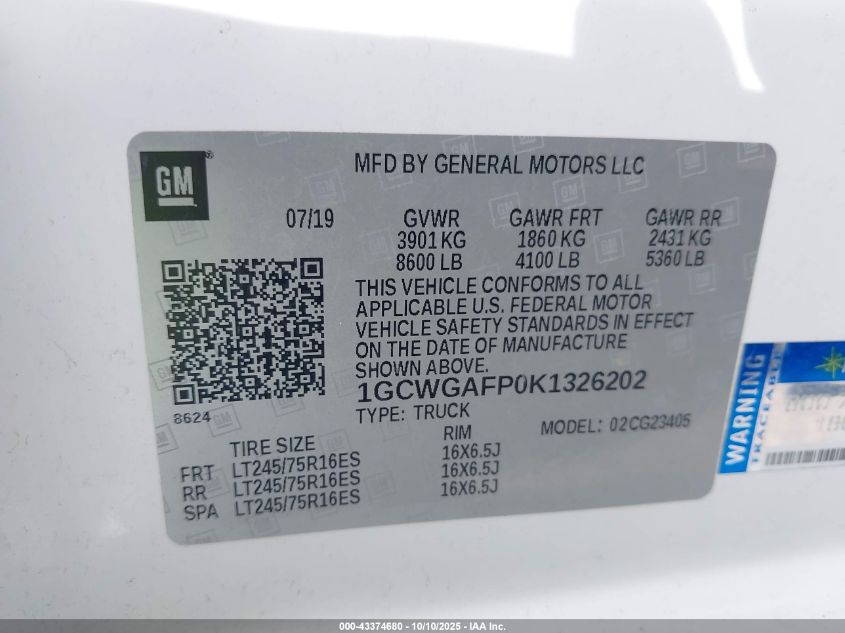 GM
MFD BY GENERAL MOTORS LLC
07/19 GVWR GAWR FRT GAWR RR
3901 KG 1860 KG 2431 KG
8600 LB 4100 LB 5360 LB
THIS VEHICLE CONFORMS TO ALL
APPLICABLE U.S. FEDERAL MOTOR
VEHICLE SAFETY STANDARDS IN EFFECT
ON THE DATE OF MANUFACTURE
SHOWN ABOVE.
1GCWGAFP0K1326202
8624
TYPE: TRUCK MODEL: 02CG23405
TIRE SIZE RIM
FRT LT245/75R16ES 16X6.5J
RR LT245/75R16ES 16X6.5J
SPA LT245/75R16ES 16X6.5J
WARNING
TRACEABLE
000-43374680 - 10/10/2025 - IAA Inc.